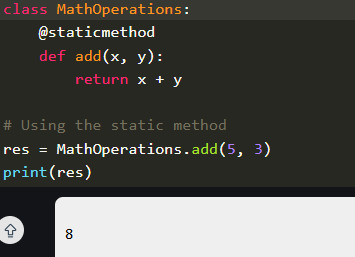 class MathOperations:
    @staticmethod
    def add(x, y):
        return x + y

# Using the static method
res = MathOperations.add(5, 3)
print(res)
8